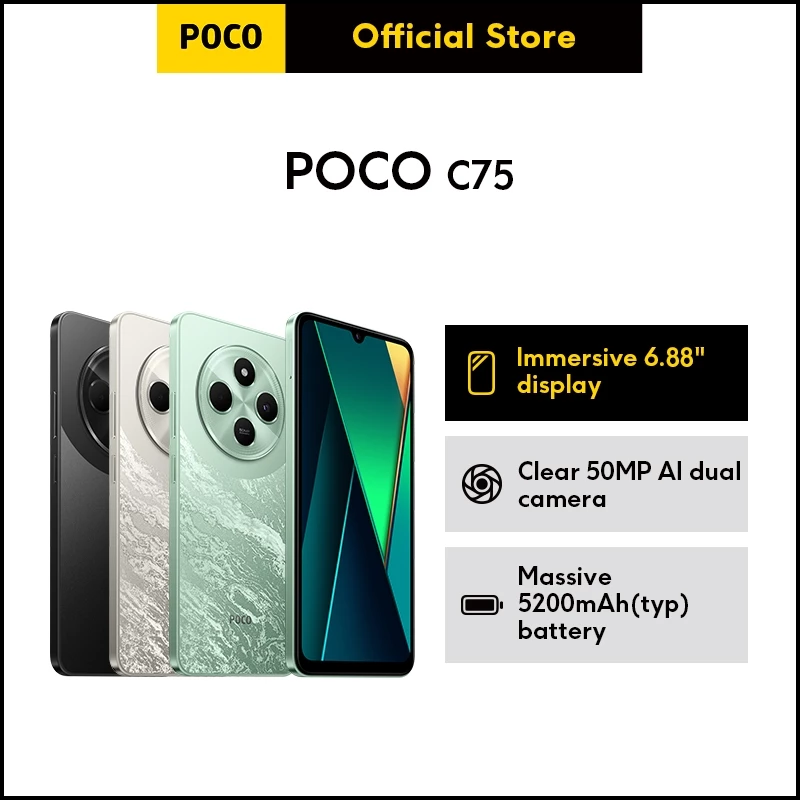 POCO Official Store
POCO C75
Immersive 6.88"
display
Clear 50MP AI dual
camera
Massive
5200mAh(typ)
battery
POCO